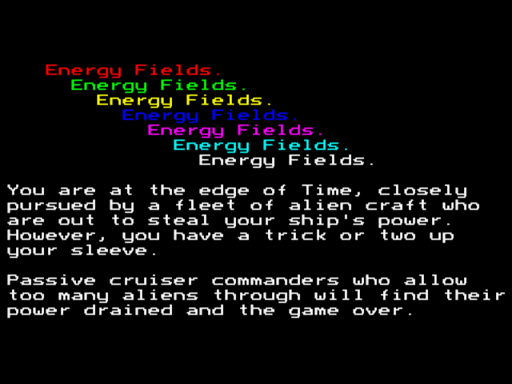 Energy Fields.
Energy Fields.
Energy Fields.
Energy Fields.
Energy Fields.
Energy Fields.
Energy Fields.
You are at the edge of Time, closely
pursued by a fleet of alien craft who
are out to steal your ship's power.
However, you have a trick or two up
your sleeve.
Passive cruiser commanders who allow
too many aliens through will find their
power drained and the game over.